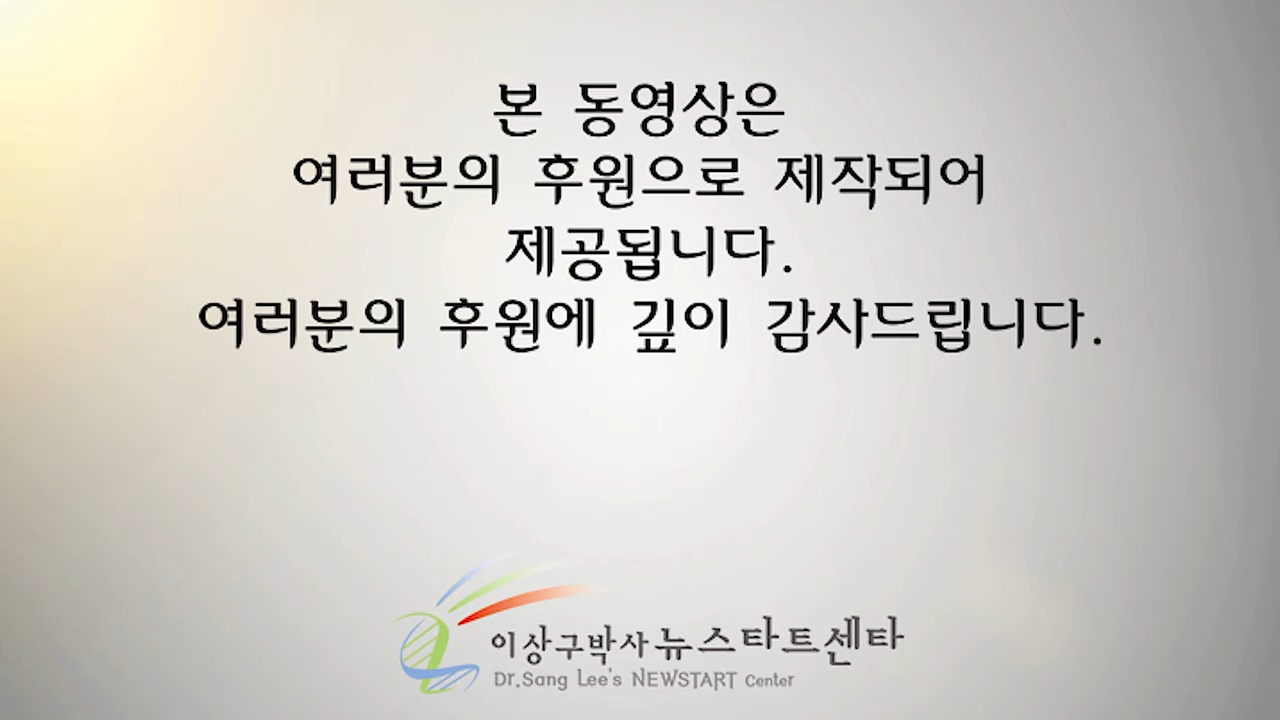 본 동영상은
여러분의 후원으로 제작되어
제공됩니다.
여러분의 후원에 깊이 감사드립니다.
이상구박사 뉴스타트센타
Dr.Sang Lee's NEWSTART Center